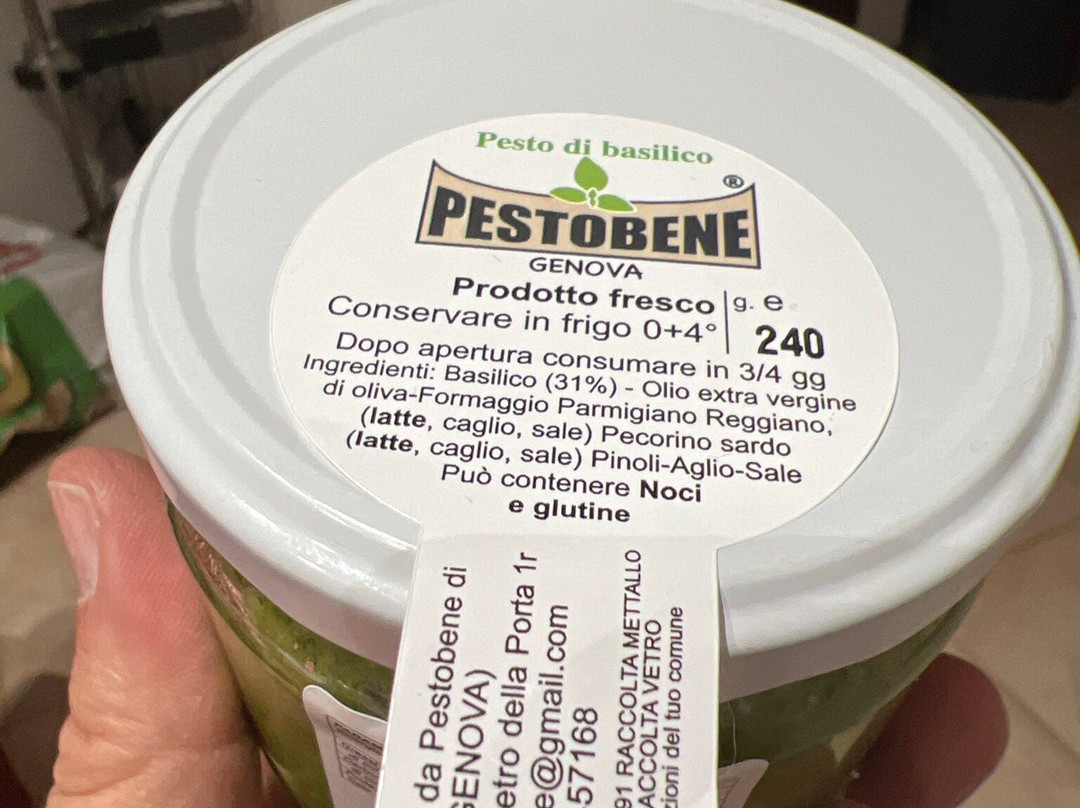 Pesto di basilico
PESTOBENE ®
GENOVA
Prodotto fresco
Conservare in frigo 0+4°
g. e
240
Dopo apertura consumare in 3/4 gg
Ingredienti: Basilico (31%) - Olio extra vergine
di oliva-Formaggio Parmigiano Reggiano,
(latte, caglio, sale) Pecorino sardo
(latte, caglio, sale) Pinoli-Aglio-Sale
Può contenere Noci
e glutine
da Pestobene di
GENOVA)
etro della Porta 1r
e@gmail.com
57168
91 RACCOLTA METTALLO
ACCOLTA VETRO
zioni del tuo comune